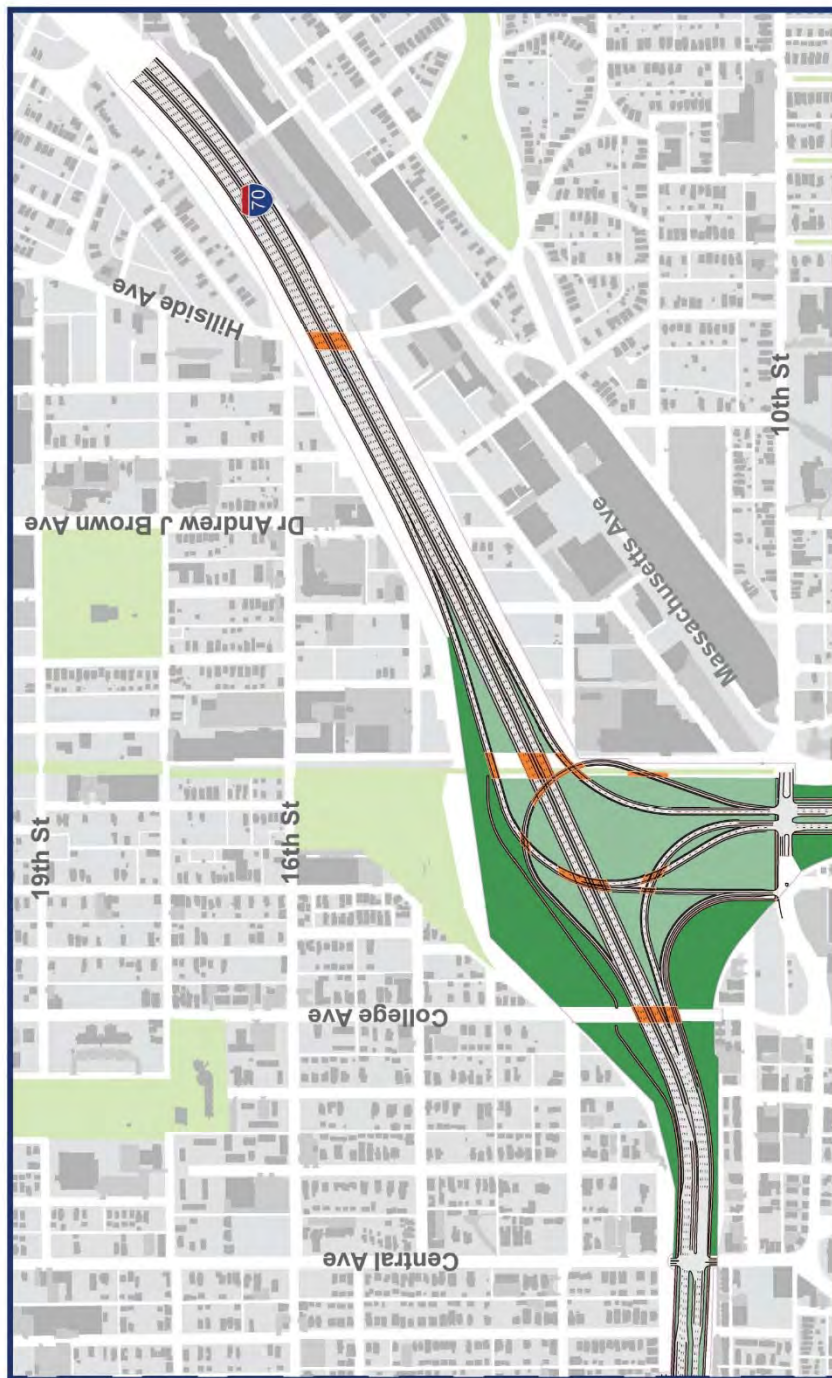 70
Hillside Ave
10th St
Dr Andrew J Brown Ave
Massachusetts Ave
19th St
16th St
College Ave
Central Ave